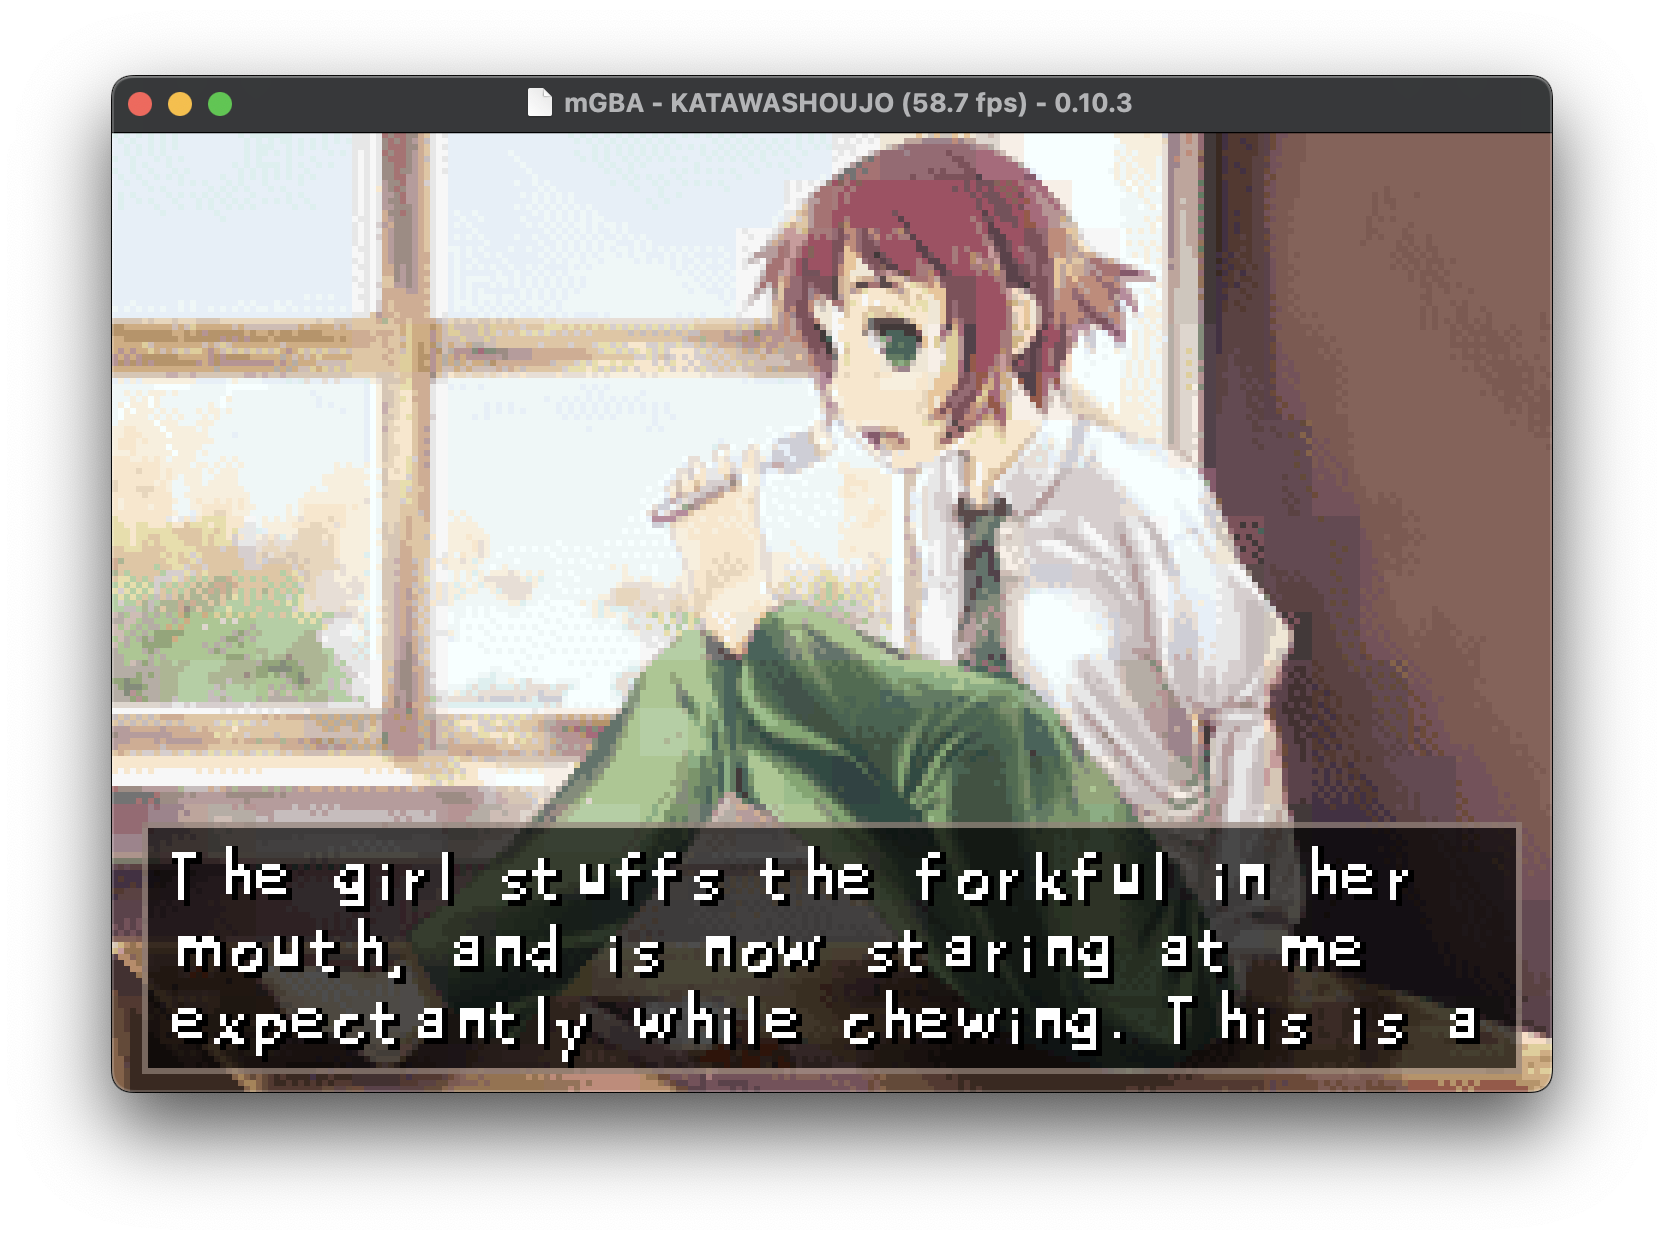 mGBA - KATAWASHOUJO (58.7 fps) - 0.10.3
The girl stuffs the forkful in her
mouth, and is now staring at me
expectantly while chewing. This is a